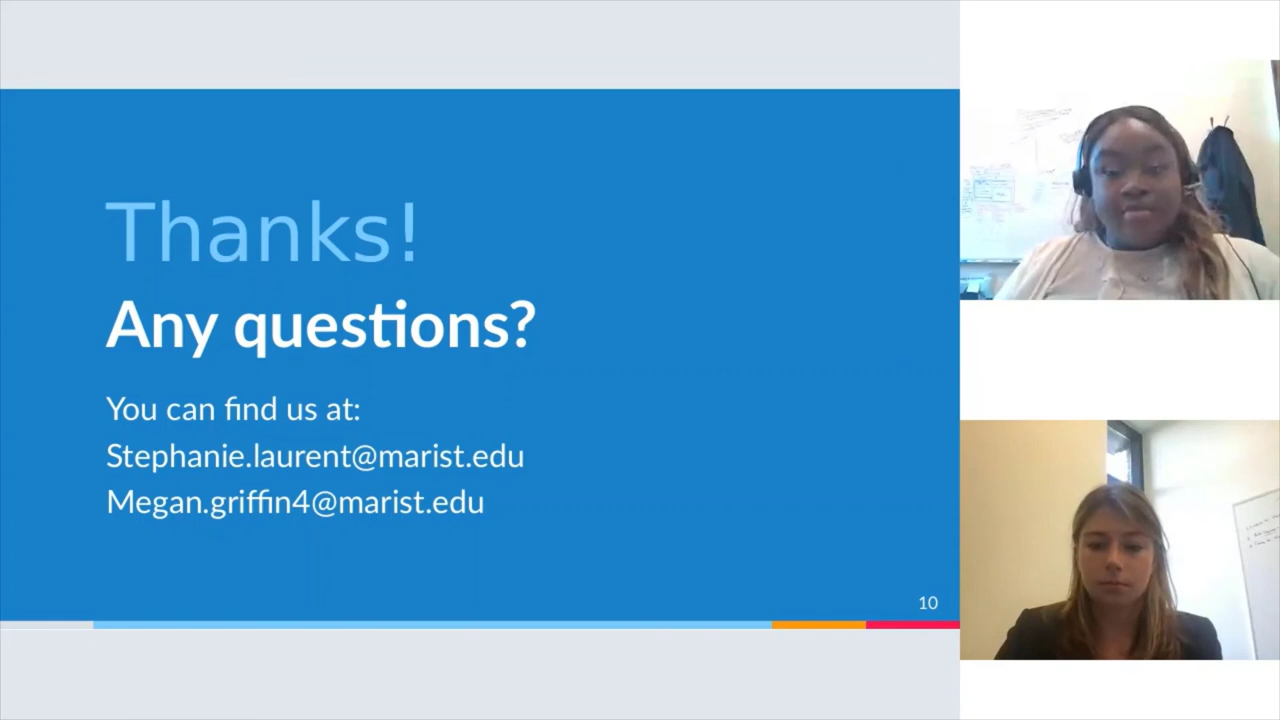 Thanks!
Any questions?
You can find us at:
Stephanie.laurent@marist.edu
Megan.griffin4@marist.edu
10